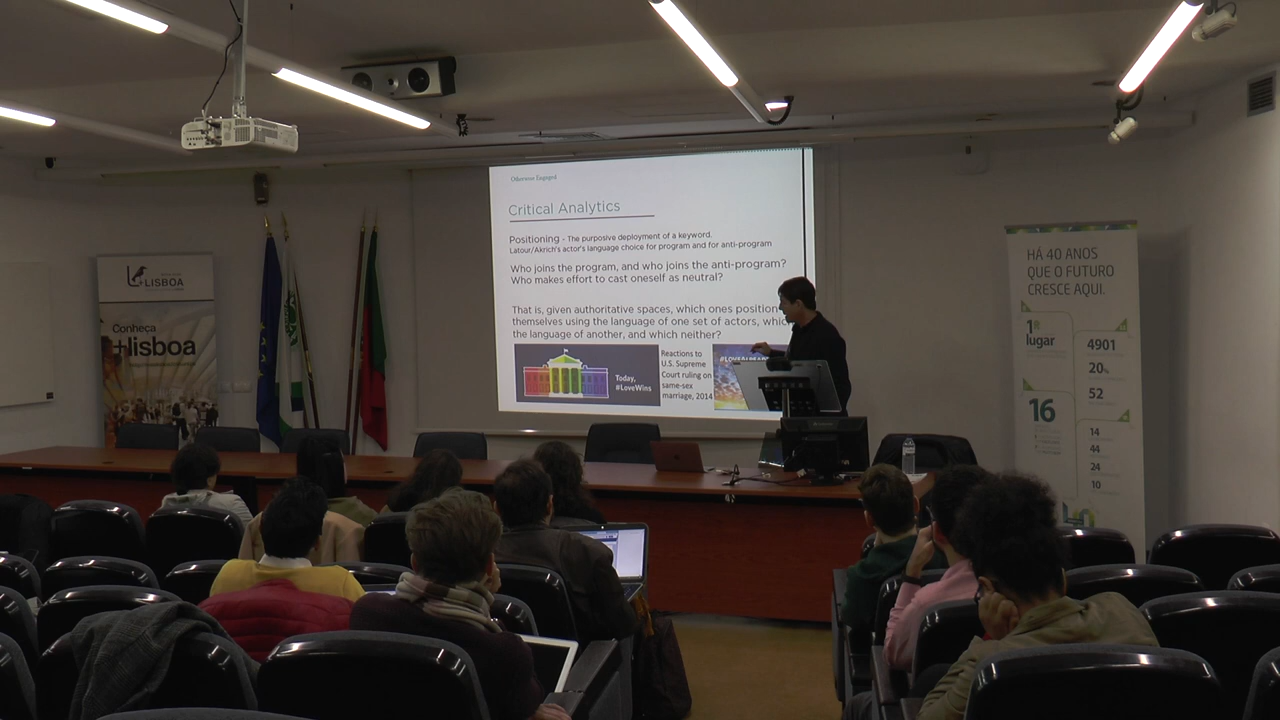 Otherwise Engaged
Critical Analytics
Positioning - The purposive deployment of a keyword.
Latour/Akrich's actor's language choice for program and for anti-program
Who joins the program, and who joins the anti-program?
Who makes effort to cast oneself as neutral?
That is, given authoritative spaces, which ones position
themselves using the language of one set of actors, which
the language of another, and which neither?
Today,
#LoveWins
Reactions to
U.S. Supreme
Court ruling on
same-sex
marriage, 2014
LISBOA
Conheça
+lisboa
HÁ 40 ANOS
QUE O FUTURO
CRESCE AQUI.
1º
lugar
16
4901
20%
52
14
44
24
10
40